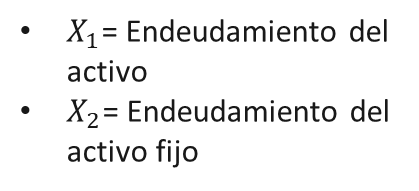 • X₁= Endeudamiento del
activo
• X₂= Endeudamiento del
activo fijo